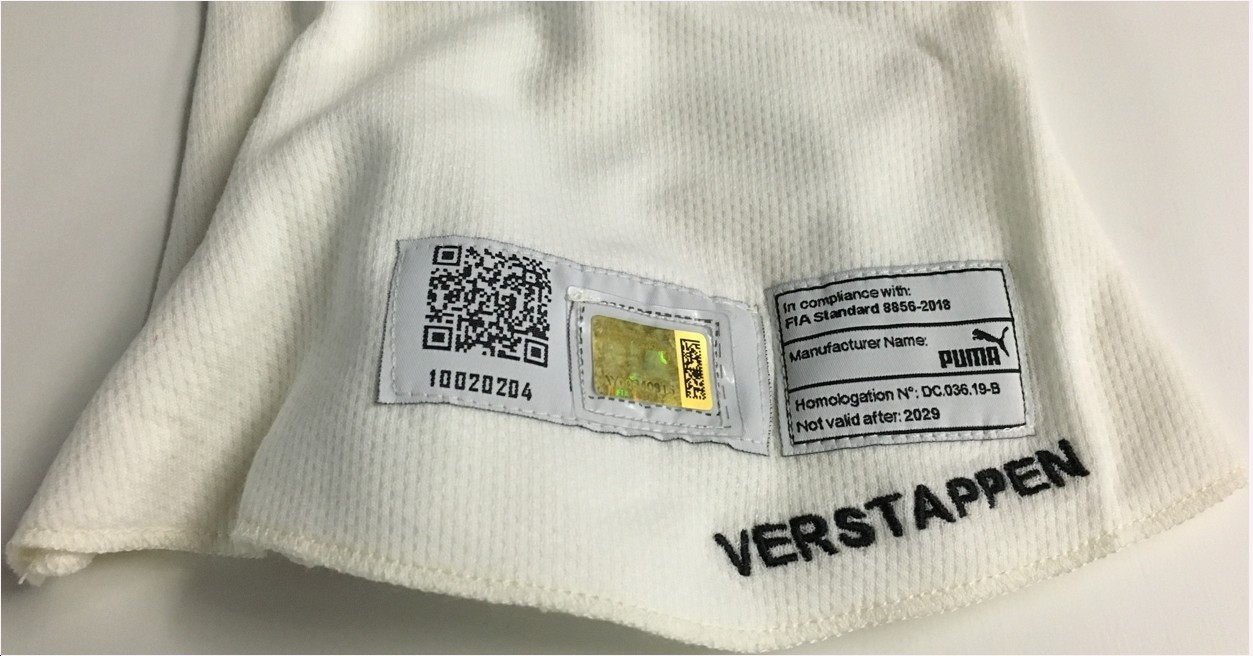 10020204
FIA
In compliance with:
FIA Standard 8856-2018
Manufacturer Name:
PUMA
Homologation N°: DC.036.19-B
Not valid after: 2029
VERSTAPPEN